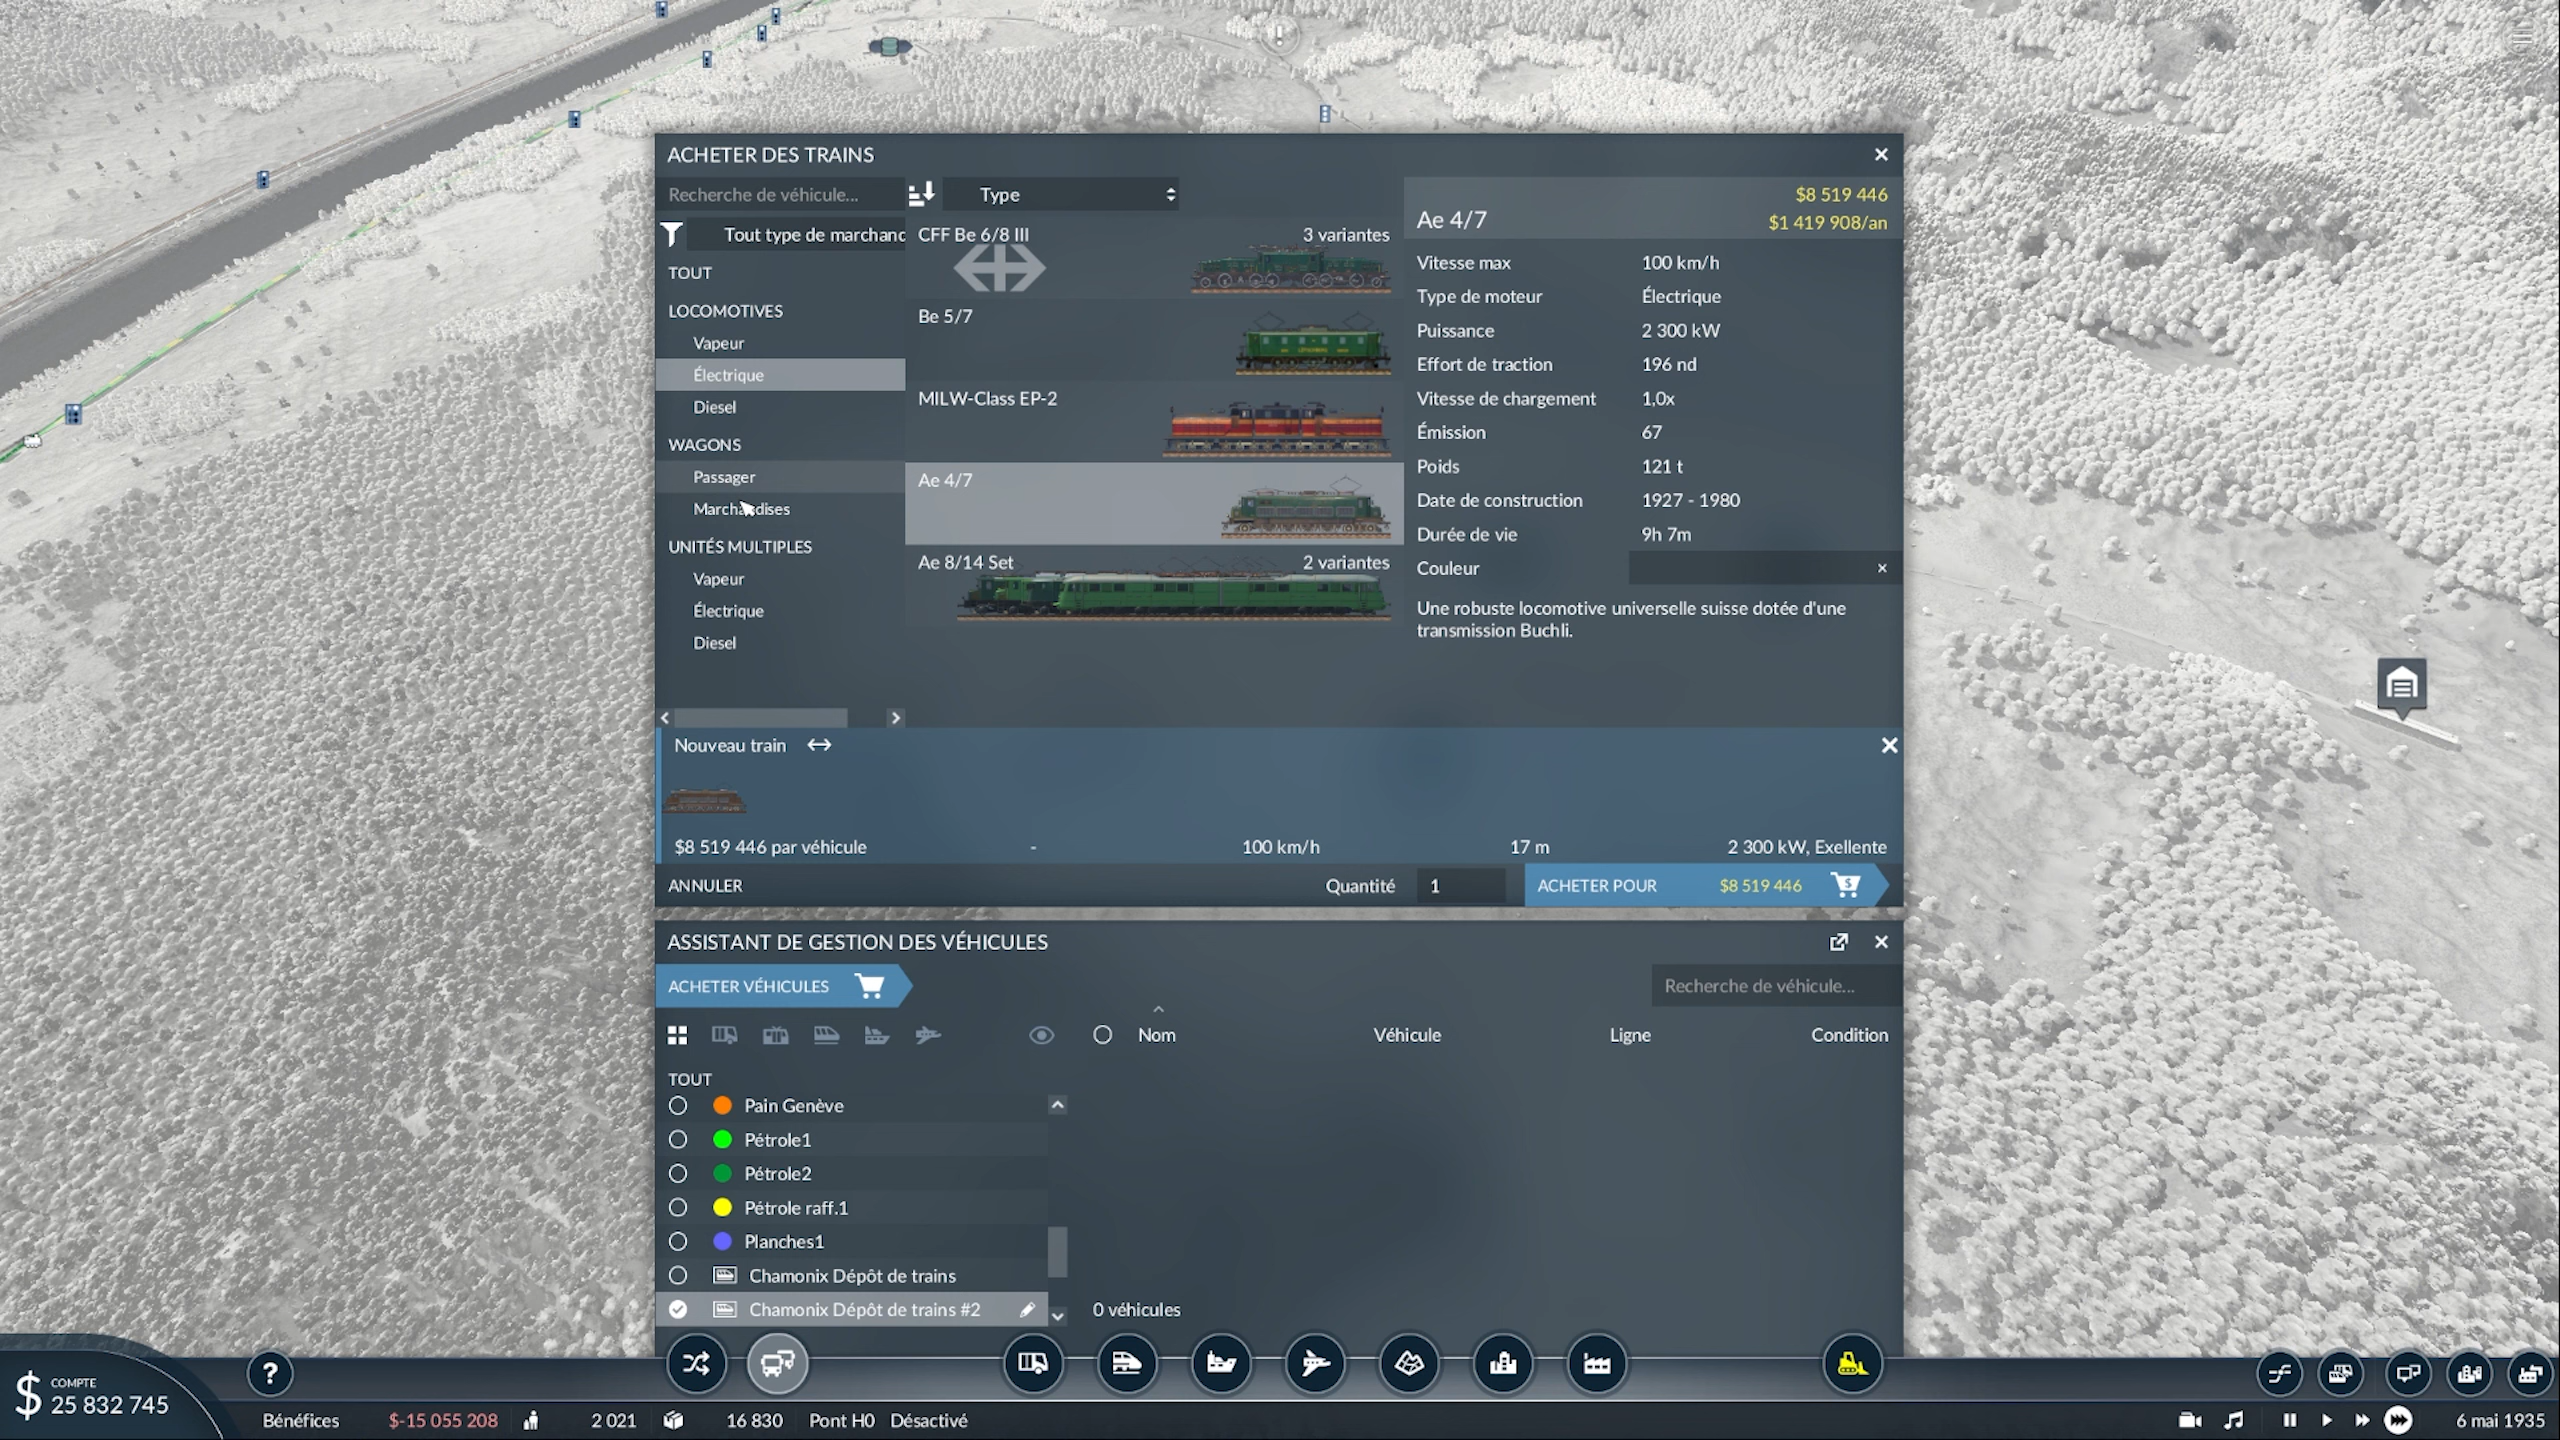 ACHETER DES TRAINS
Recherche de véhicule...
Type
Tout type de marchanc
TOUT
LOCOMOTIVES
Vapeur
Électrique
Diesel
WAGONS
Passager
Marchandises
UNITÉS MULTIPLES
Vapeur
Électrique
Diesel
CFF Be 6/8 III
3 variantes
Be 5/7
MILW-Class EP-2
Ae 4/7
Ae 8/14 Set
2 variantes
$8 519 446
Ae 4/7
$1 419 908/an
Vitesse max 100 km/h
Type de moteur Électrique
Puissance 2 300 kW
Effort de traction 196 nd
Vitesse de chargement 1,0x
Émission 67
Poids 121 t
Date de construction 1927 - 1980
Durée de vie 9h 7m
Couleur
Une robuste locomotive universelle suisse dotée d'une
transmission Buchli.
Nouveau train
$8 519 446 par véhicule - 100 km/h 17 m 2 300 kW, Exellente
ANNULER Quantité 1 ACHETER POUR $8 519 446
ASSISTANT DE GESTION DES VÉHICULES
ACHETER VÉHICULES
Recherche de véhicule...
Nom Véhicule Ligne Condition
TOUT
Pain Genève
Pétrole1
Pétrole2
Pétrole raff.1
Planches1
Chamonix Dépôt de trains
Chamonix Dépôt de trains #2
0 véhicules
$ COMPTE
25 832 745
?
Bénéfices $-15 055 208 2 021 16 830 Pont H0 Désactivé
6 mai 1935